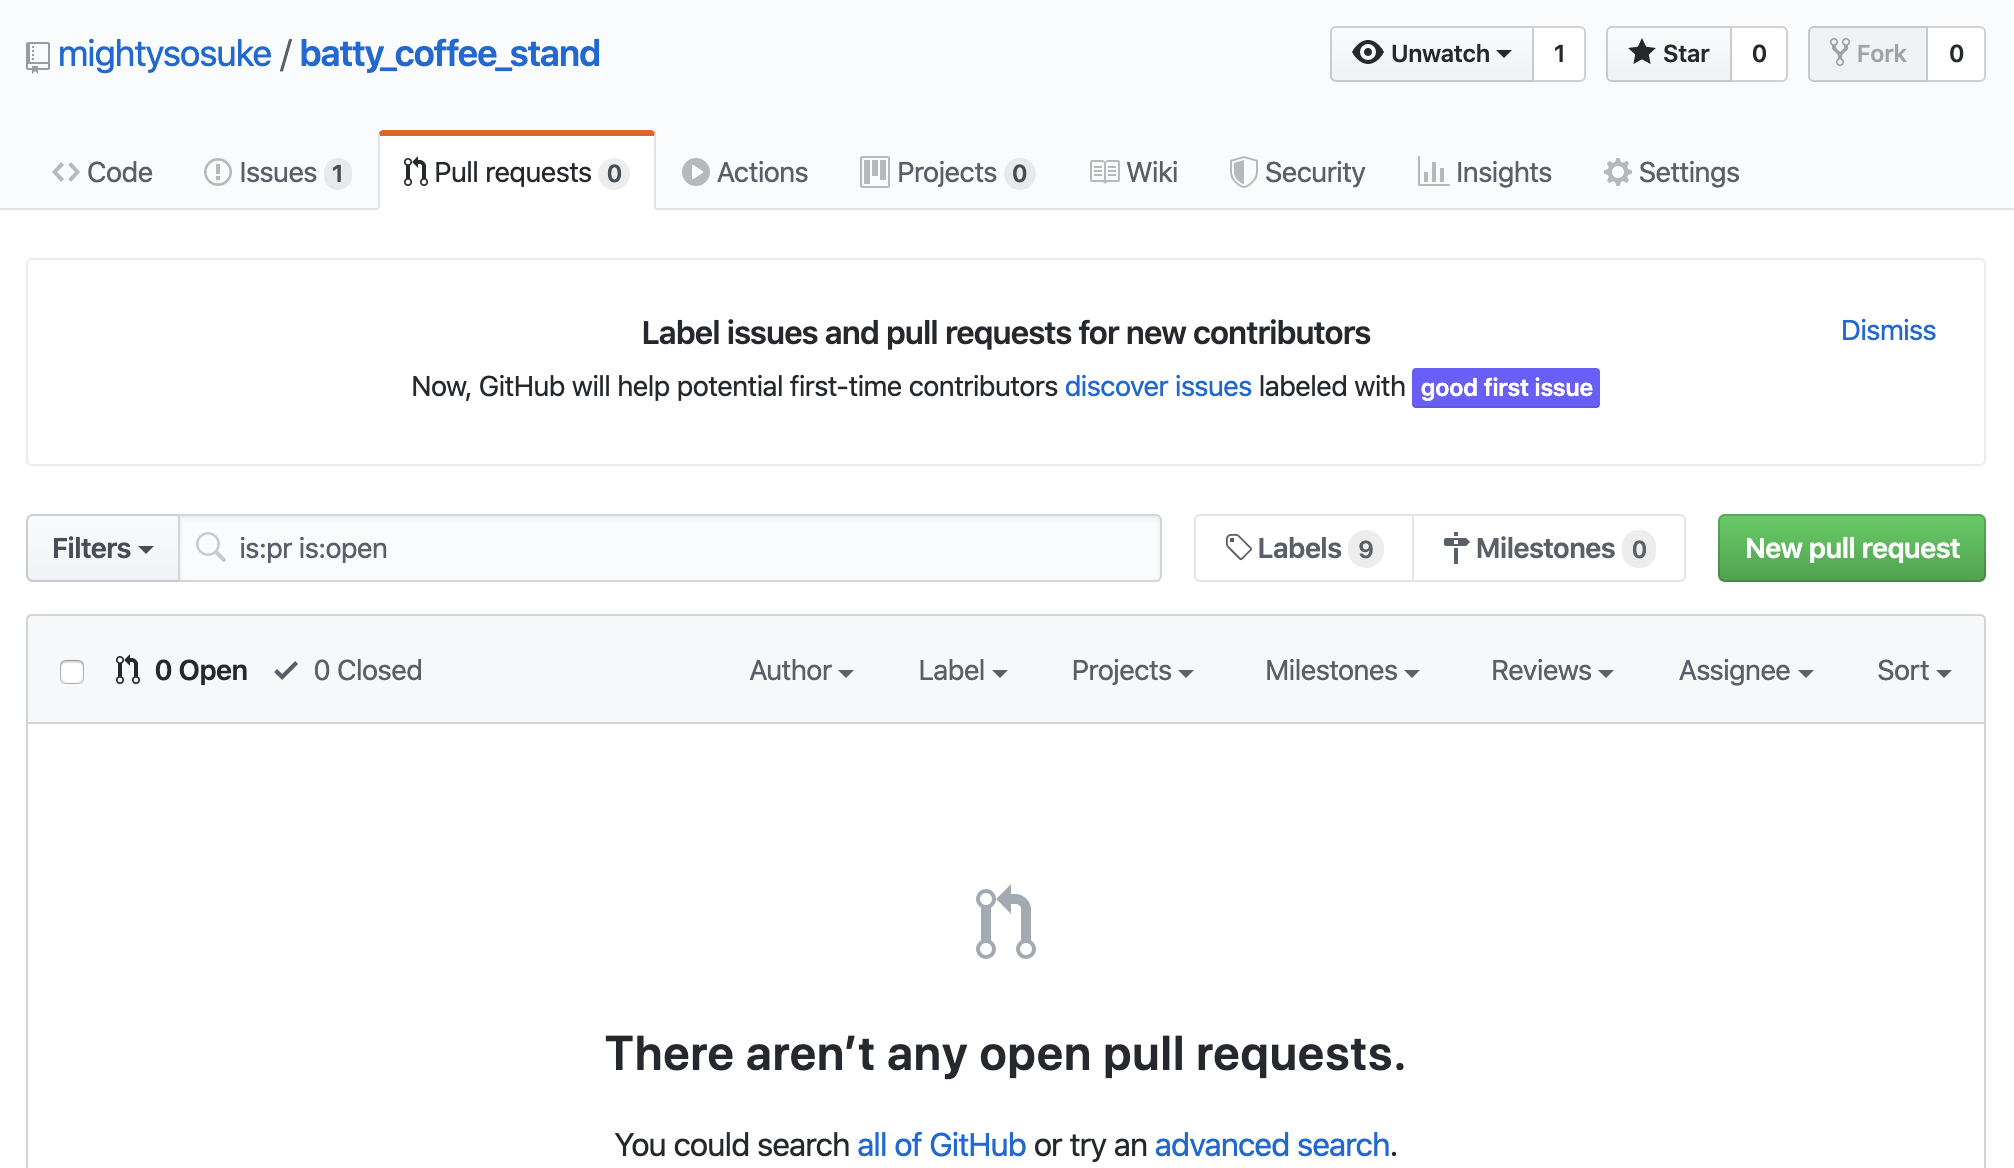 mightysosuke / batty_coffee_stand
Unwatch 1 Star 0 Fork 0
Code Issues 1 Pull requests 0 Actions Projects 0 Wiki Security Insights Settings
Label issues and pull requests for new contributors
Dismiss
Now, GitHub will help potential first-time contributors discover issues labeled with good first issue
Filters is:pr is:open Labels 9 Milestones 0 New pull request
0 Open 0 Closed Author Label Projects Milestones Reviews Assignee Sort
There aren’t any open pull requests.
You could search all of GitHub or try an advanced search.